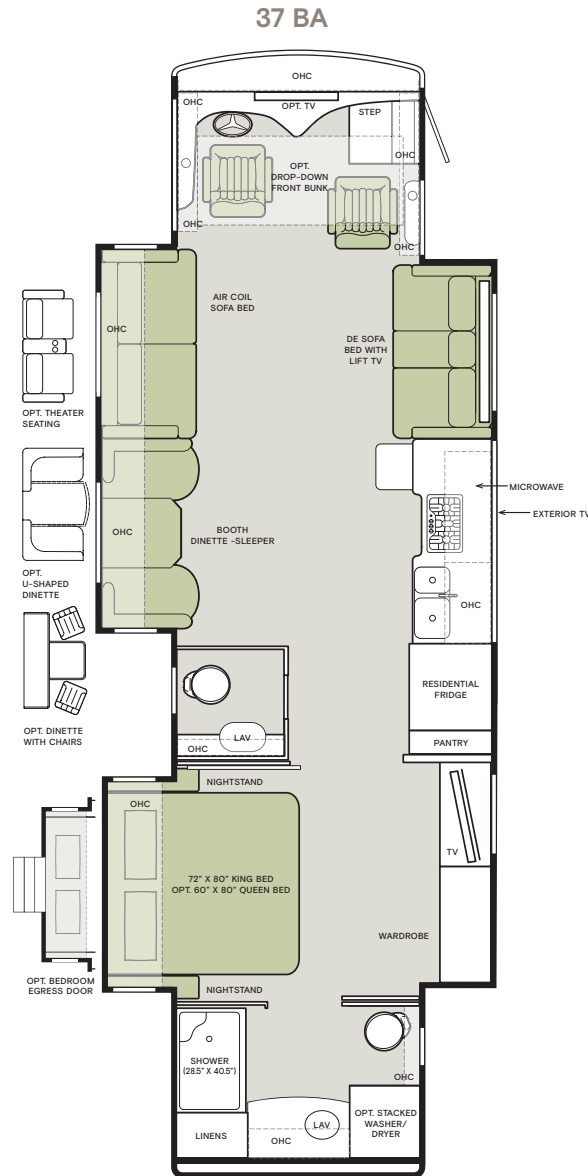 37 BA
OHC
OHC
OPT. TV
STEP
OPT.
DROP-DOWN
FRONT BUNK
OHC
OHC
OHC
AIR COIL
SOFA BED
OHC
DE SOFA
BED WITH
LIFT TV
OPT. THEATER
SEATING
MICROWAVE
EXTERIOR TV
OHC
BOOTH
DINETTE -SLEEPER
OPT.
U-SHAPED
DINETTE
OHC
RESIDENTIAL
FRIDGE
OPT. DINETTE
WITH CHAIRS
LAV
OHC
PANTRY
NIGHTSTAND
OHC
TV
72" X 80" KING BED
OPT. 60" X 80" QUEEN BED
WARDROBE
OPT. BEDROOM
EGRESS DOOR
NIGHTSTAND
SHOWER
(28.5" X 40.5")
OHC
OPT. STACKED
WASHER/
DRYER
LAV
LINENS
OHC